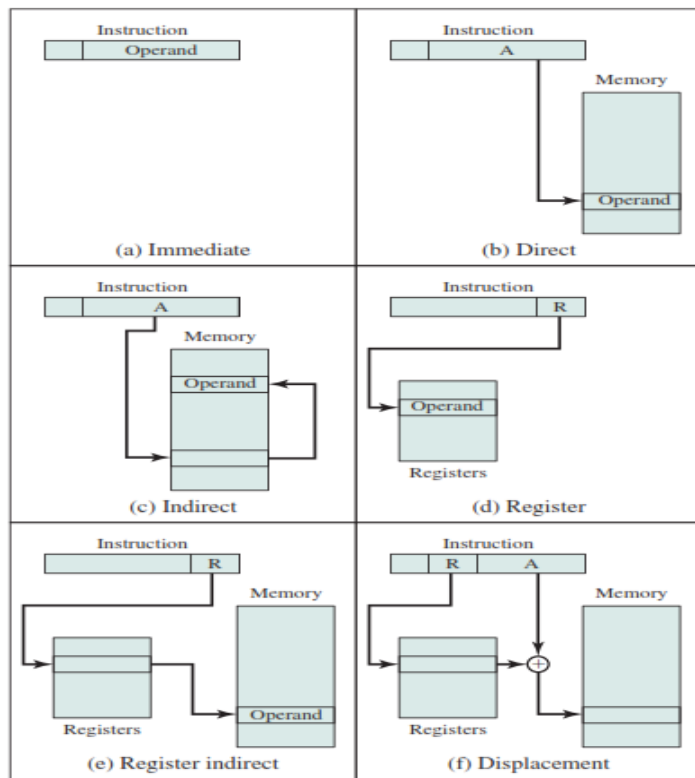 Instruction
Operand
(a) Immediate
Instruction
A
Memory
Operand
(b) Direct
Instruction
A
Memory
Operand
(c) Indirect
Instruction
R
Operand
Registers
(d) Register
Instruction
R
Memory
Registers
Operand
(e) Register indirect
Instruction
R A
Memory
+
Registers
(f) Displacement